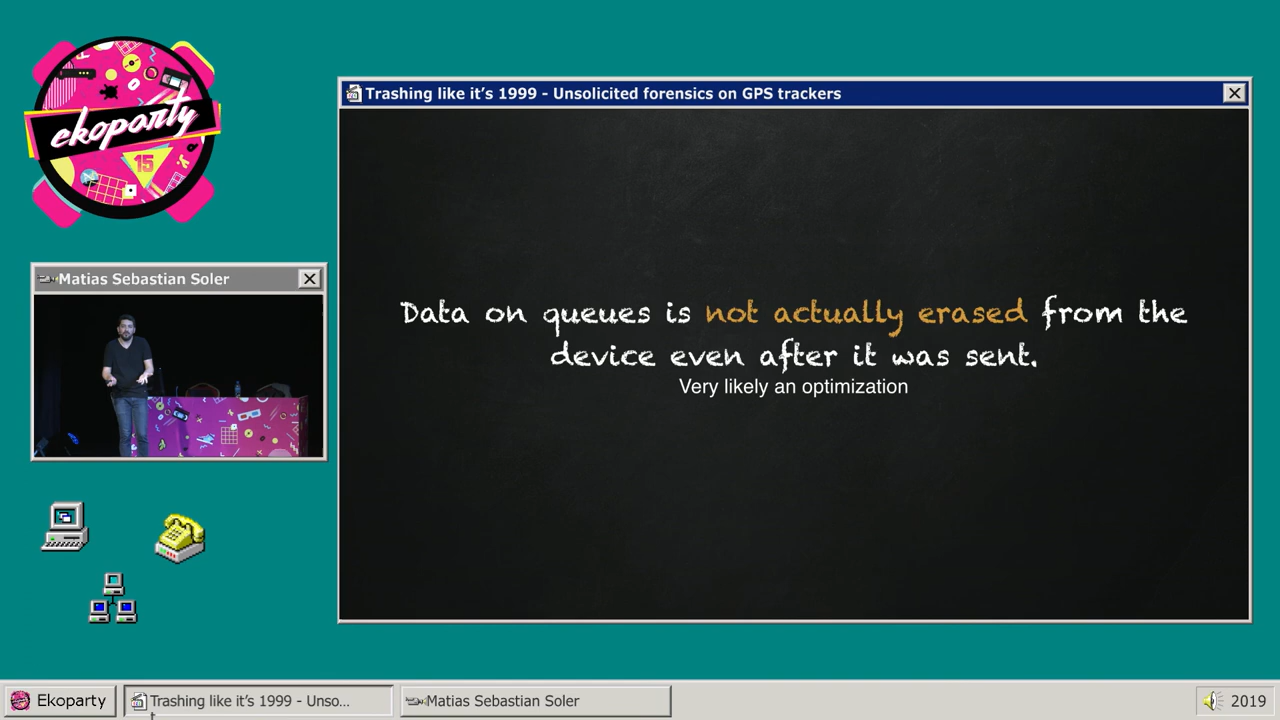 ekoparty
15
Trashing like it's 1999 - Unsolicited forensics on GPS trackers
Matias Sebastian Soler
Data on queues is not actually erased from the
device even after it was sent.
Very likely an optimization
Ekoparty
Trashing like it's 1999 - Unso...
Matias Sebastian Soler
2019